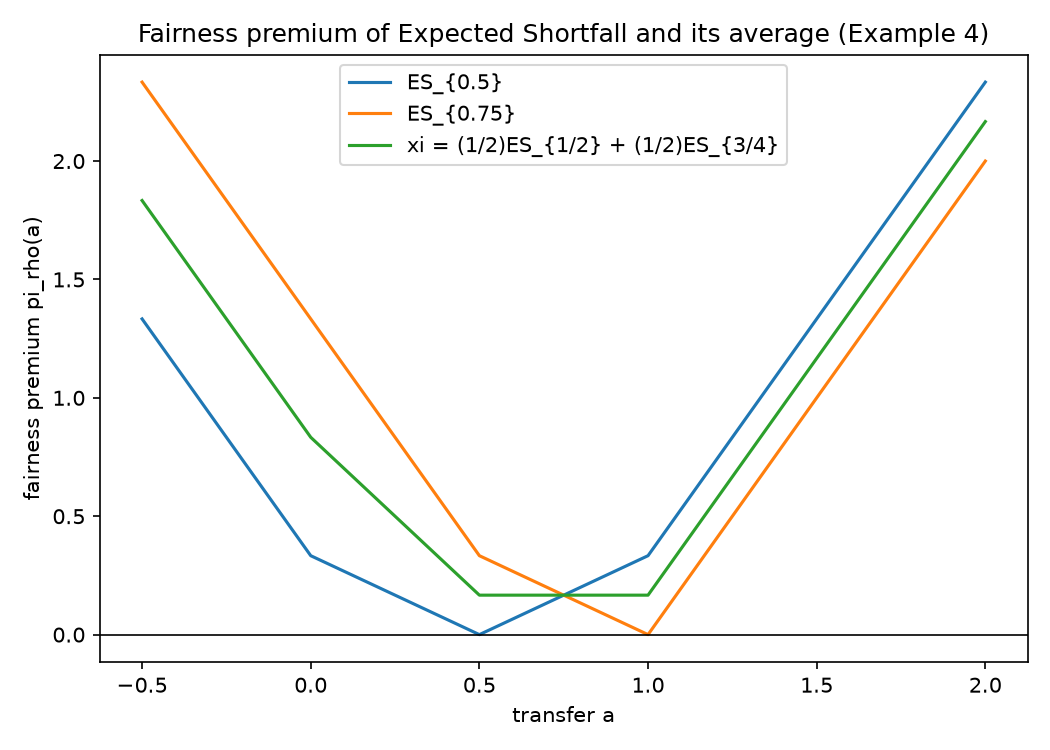 Fairness premium of Expected Shortfall and its average (Example 4)
ES_{0.5}
ES_{0.75}
xi = (1/2)ES_{1/2} + (1/2)ES_{3/4}
fairness premium pi_rho(a)
2.0
1.5
1.0
0.5
0.0
−0.5 0.0 0.5 1.0 1.5 2.0
transfer a